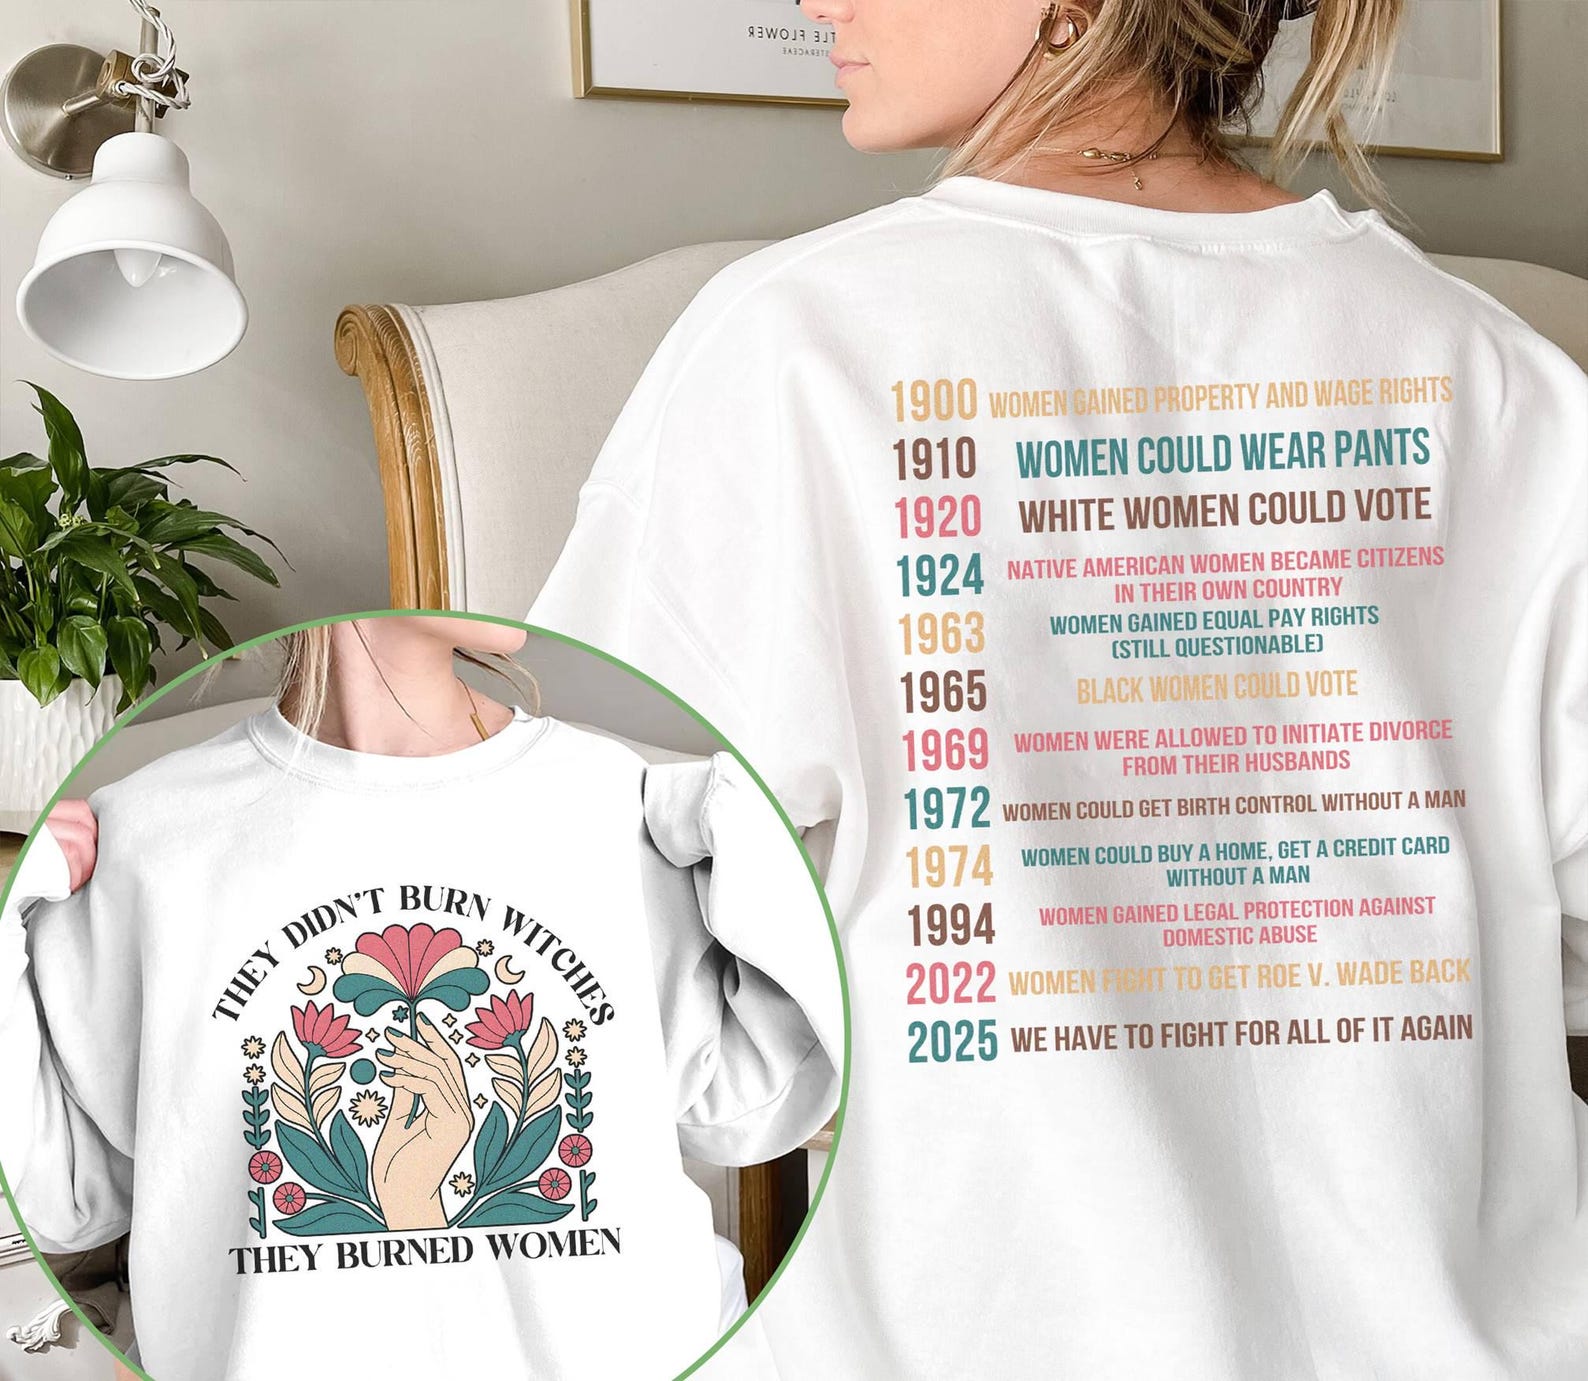 TLE FLOWER
1900 WOMEN GAINED PROPERTY AND WAGE RIGHTS
1910 WOMEN COULD WEAR PANTS
1920 WHITE WOMEN COULD VOTE
1924 NATIVE AMERICAN WOMEN BECAME CITIZENS
IN THEIR OWN COUNTRY
1963 WOMEN GAINED EQUAL PAY RIGHTS
(STILL QUESTIONABLE)
1965 BLACK WOMEN COULD VOTE
1969 WOMEN WERE ALLOWED TO INITIATE DIVORCE
FROM THEIR HUSBANDS
1972 WOMEN COULD GET BIRTH CONTROL WITHOUT A MAN
1974 WOMEN COULD BUY A HOME, GET A CREDIT CARD
WITHOUT A MAN
1994 WOMEN GAINED LEGAL PROTECTION AGAINST
DOMESTIC ABUSE
2022 WOMEN FIGHT TO GET ROE V. WADE BACK
2025 WE HAVE TO FIGHT FOR ALL OF IT AGAIN
THEY DIDN'T BURN WITCHES
THEY BURNED WOMEN